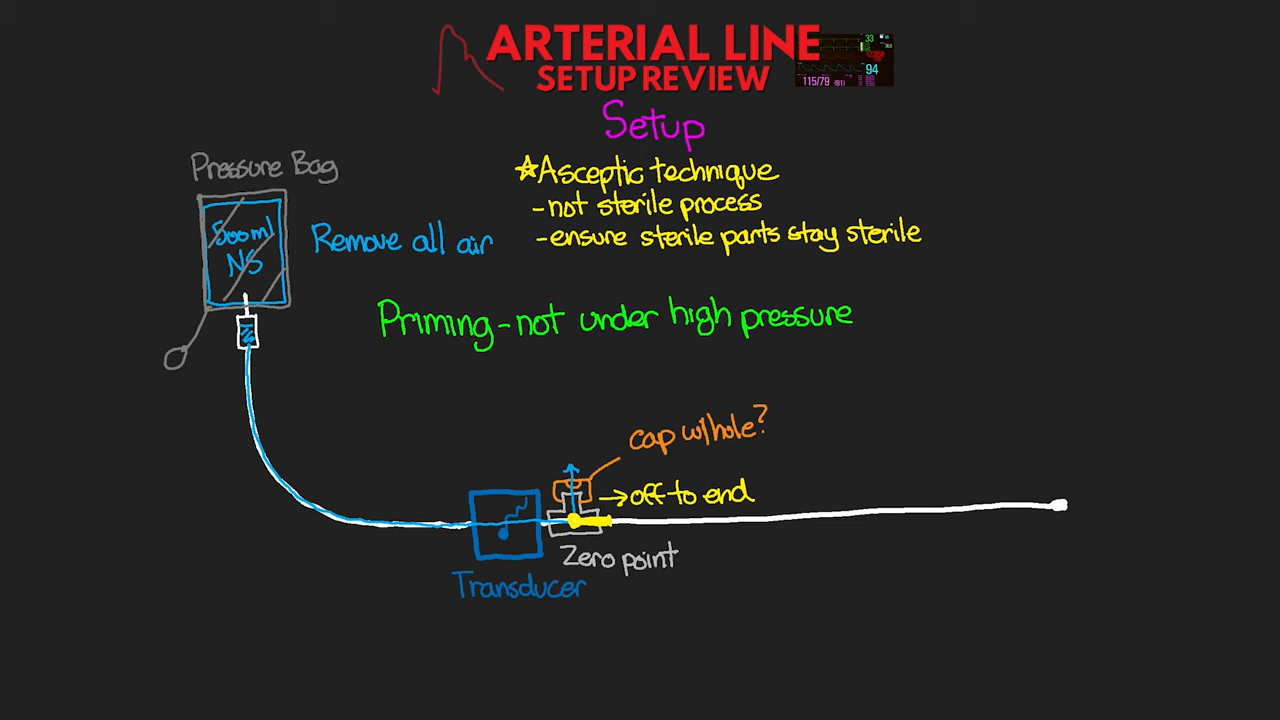 ARTERIAL LINE
SETUP REVIEW
33
94
115/79 (91)
Setup
Pressure Bag
Asceptic technique
-not sterile process
-ensure sterile parts stay sterile
500ml
NS
Remove all air
Priming-not under high pressure
cap w/hole?
→off to end
Zero point
Transducer